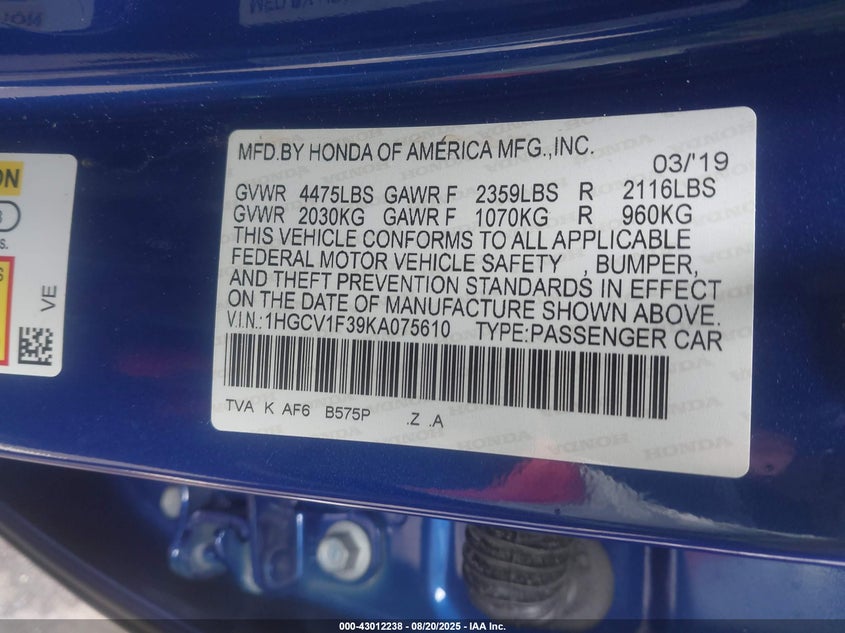 MFD.BY HONDA OF AMERICA MFG.,INC.
03/'19
GVWR 4475LBS GAWR F 2359LBS R 2116LBS
GVWR 2030KG GAWR F 1070KG R 960KG
THIS VEHICLE CONFORMS TO ALL APPLICABLE
FEDERAL MOTOR VEHICLE SAFETY , BUMPER,
AND THEFT PREVENTION STANDARDS IN EFFECT
ON THE DATE OF MANUFACTURE SHOWN ABOVE.
V.I.N.:1HGCV1F39KA075610 TYPE:PASSENGER CAR
TVA K AF6 B575P .Z .A
VE
000-43012238 - 08/20/2025 - IAA Inc.